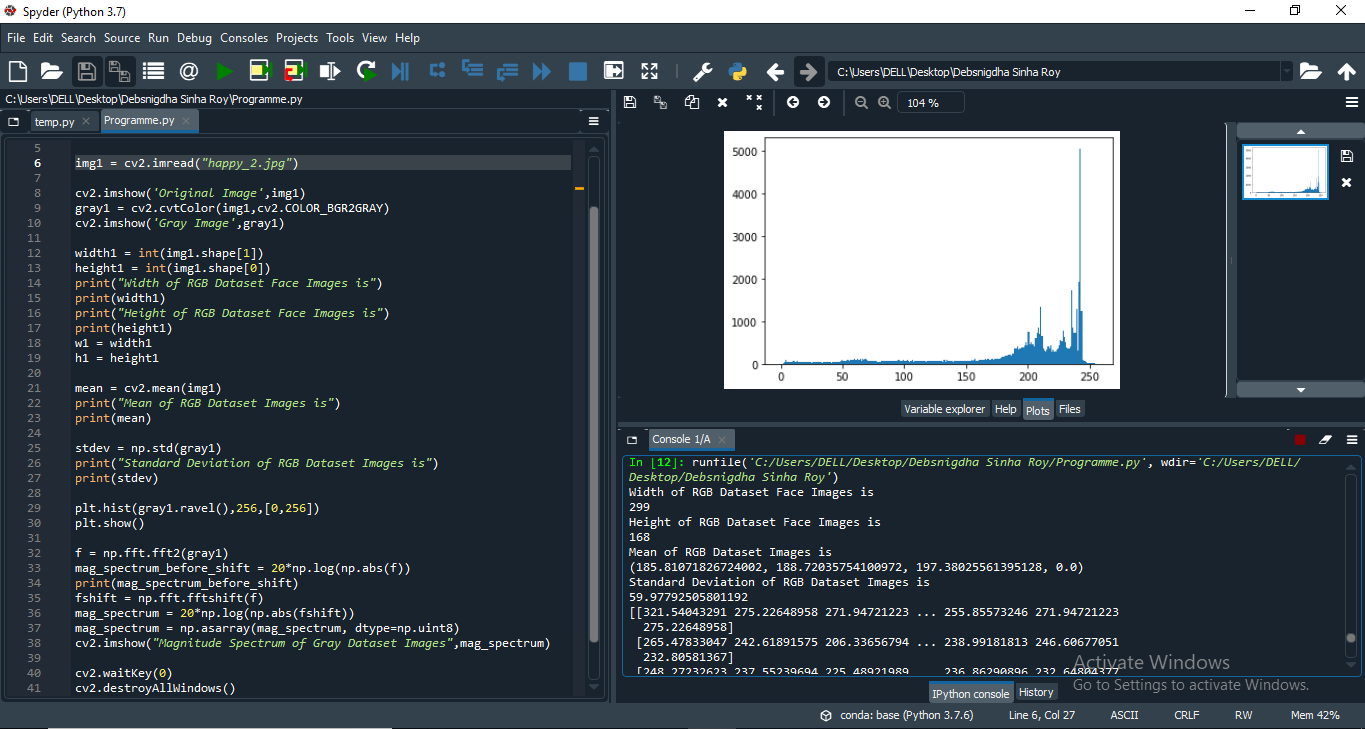 Spyder (Python 3.7)
File Edit Search Source Run Debug Consoles Projects Tools View Help
C:\Users\DELL\Desktop\Debsnigdha Sinha Roy
C:\Users\DELL\Desktop\Debsnigdha Sinha Roy\Programme.py
temp.py
Programme.py
5
6 img1 = cv2.imread("happy_2.jpg")
7
8 cv2.imshow('Original Image',img1)
9 gray1 = cv2.cvtColor(img1,cv2.COLOR_BGR2GRAY)
10 cv2.imshow('Gray Image',gray1)
11
12 width1 = int(img1.shape[1])
13 height1 = int(img1.shape[0])
14 print("Width of RGB Dataset Face Images is")
15 print(width1)
16 print("Height of RGB Dataset Face Images is")
17 print(height1)
18 w1 = width1
19 h1 = height1
20
21 mean = cv2.mean(img1)
22 print("Mean of RGB Dataset Images is")
23 print(mean)
24
25 stdev = np.std(gray1)
26 print("Standard Deviation of RGB Dataset Images is")
27 print(stdev)
28
29 plt.hist(gray1.ravel(),256,[0,256])
30 plt.show()
31
32 f = np.fft.fft2(gray1)
33 mag_spectrum_before_shift = 20*np.log(np.abs(f))
34 print(mag_spectrum_before_shift)
35 fshift = np.fft.fftshift(f)
36 mag_spectrum = 20*np.log(np.abs(fshift))
37 mag_spectrum = np.asarray(mag_spectrum, dtype=np.uint8)
38 cv2.imshow("Magnitude Spectrum of Gray Dataset Images",mag_spectrum)
39
40 cv2.waitKey(0)
41 cv2.destroyAllWindows()
104 %
5000
4000
3000
2000
1000
0
0 50 100 150 200 250
Variable explorer Help Plots Files
Console 1/A
In [12]: runfile('C:/Users/DELL/Desktop/Debsnigdha Sinha Roy/Programme.py', wdir='C:/Users/DELL/
Desktop/Debsnigdha Sinha Roy')
Width of RGB Dataset Face Images is
299
Height of RGB Dataset Face Images is
168
Mean of RGB Dataset Images is
(185.81071826724002, 188.72035754100972, 197.38025561395128, 0.0)
Standard Deviation of RGB Dataset Images is
59.97792505801192
[[321.54043291 275.22648958 271.94721223 ... 255.85573246 271.94721223
275.22648958]
[265.47833047 242.61891575 206.33656794 ... 238.99181813 246.60677051
232.80581367]
[248.27232623 237.55239694 225.48921989 ... 236.86290896 232.64804377
Activate Windows
Go to Settings to activate Windows.
IPython console History
conda: base (Python 3.7.6) Line 6, Col 27 ASCII CRLF RW Mem 42%